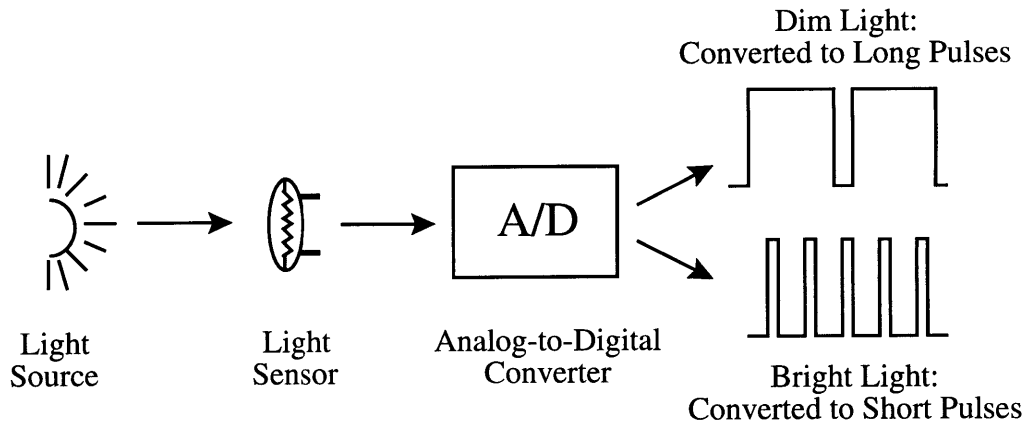 Dim Light:
Converted to Long Pulses
A/D
Light
Source
Light
Sensor
Analog-to-Digital
Converter
Bright Light:
Converted to Short Pulses